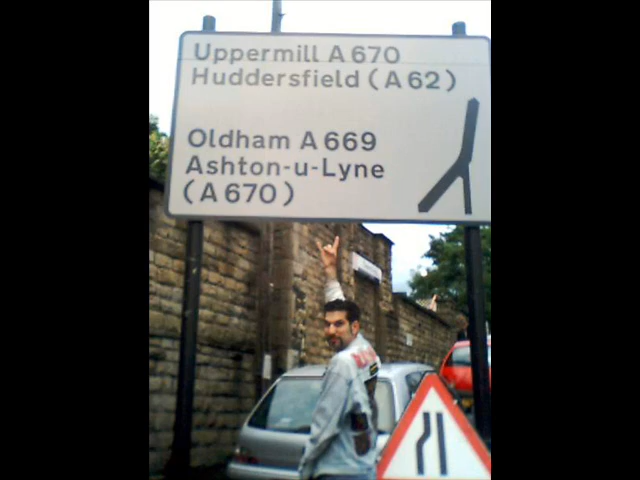 Uppermill A670
Huddersfield (A62)
Oldham A669
Ashton-u-Lyne
(A670)